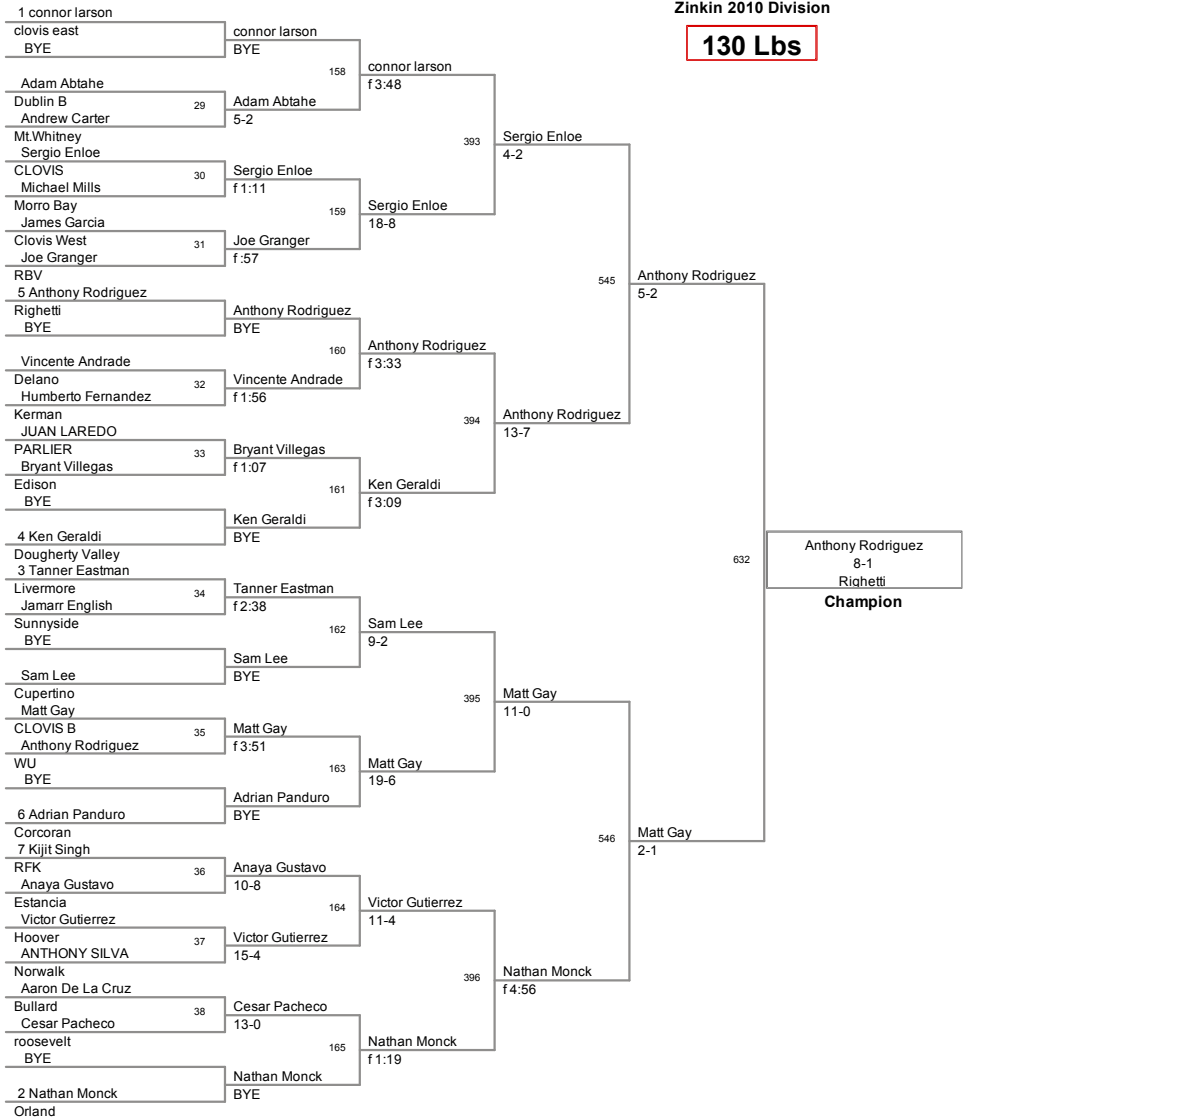 Zinkin 2010 Division
130 Lbs
1 connor larson
clovis east
BYE
Adam Abtahe
Dublin B
Andrew Carter
Mt.Whitney
Sergio Enloe
CLOVIS
Michael Mills
Morro Bay
James Garcia
Clovis West
Joe Granger
RBV
5 Anthony Rodriguez
Righetti
BYE
Vincente Andrade
Delano
Humberto Fernandez
Kerman
JUAN LAREDO
PARLIER
Bryant Villegas
Edison
BYE
4 Ken Geraldi
Dougherty Valley
3 Tanner Eastman
Livermore
Jamarr English
Sunnyside
BYE
Sam Lee
Cupertino
Matt Gay
CLOVIS B
Anthony Rodriguez
WU
BYE
6 Adrian Panduro
Corcoran
7 Kijit Singh
RFK
Anaya Gustavo
Estancia
Victor Gutierrez
Hoover
ANTHONY SILVA
Norwalk
Aaron De La Cruz
Bullard
Cesar Pacheco
roosevelt
BYE
2 Nathan Monck
Orland
29
30
31
32
33
34
35
36
37
38
connor larson
BYE
Adam Abtahe
5-2
Sergio Enloe
f 1:11
Joe Granger
f :57
Anthony Rodriguez
BYE
Vincente Andrade
f 1:56
Bryant Villegas
f 1:07
Ken Geraldi
BYE
Tanner Eastman
f 2:38
Sam Lee
BYE
Matt Gay
f 3:51
Adrian Panduro
BYE
Anaya Gustavo
10-8
Victor Gutierrez
15-4
Cesar Pacheco
13-0
Nathan Monck
BYE
158
159
160
161
162
163
164
165
connor larson
f 3:48
Sergio Enloe
18-8
Anthony Rodriguez
f 3:33
Ken Geraldi
f 3:09
Sam Lee
9-2
Matt Gay
19-6
Victor Gutierrez
11-4
Nathan Monck
f 1:19
393
394
395
396
Sergio Enloe
4-2
Anthony Rodriguez
13-7
Matt Gay
11-0
Nathan Monck
f 4:56
545
546
Anthony Rodriguez
5-2
Matt Gay
2-1
632
Anthony Rodriguez
8-1
Righetti
Champion